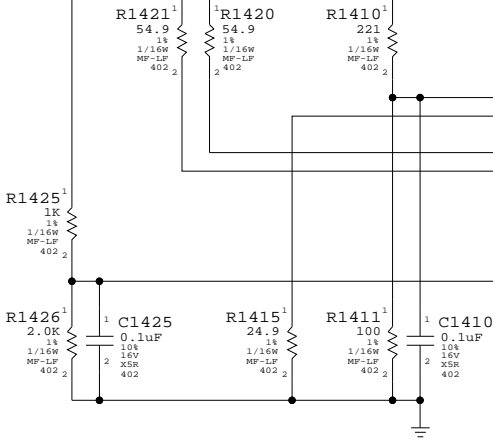 R1421 1
54.9
1%
1/16W
MF-LF
402 2
1 R1420
54.9
1%
1/16W
MF-LF
402
2
R1410 1
221
1%
1/16W
MF-LF
402 2
R1425 1
1K
1%
1/16W
MF-LF
402 2
R1426 1
2.0K
1%
1/16W
MF-LF
402 2
1 C1425
0.1uF
10%
16V
2 X5R
402
R1415 1
24.9
1%
1/16W
MF-LF
402 2
R1411 1
100
1%
1/16W
MF-LF
402 2
1 C1410
0.1uF
10%
16V
2 X5R
402